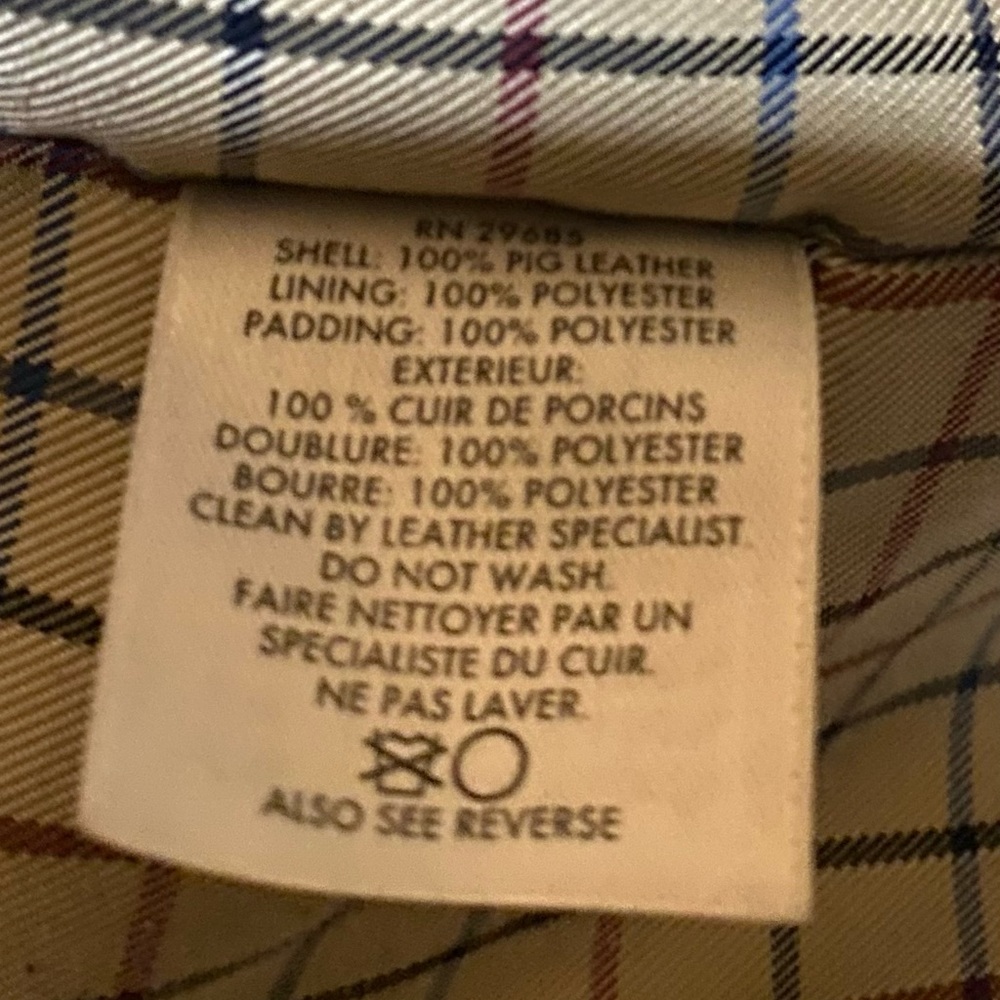 RN 29685
SHELL: 100% PIG LEATHER
LINING: 100% POLYESTER
PADDING: 100% POLYESTER
EXTERIEUR:
100 % CUIR DE PORCINS
DOUBLURE: 100% POLYESTER
BOURRE: 100% POLYESTER
CLEAN BY LEATHER SPECIALIST.
DO NOT WASH.
FAIRE NETTOYER PAR UN
SPECIALISTE DU CUIR.
NE PAS LAVER.
ALSO SEE REVERSE